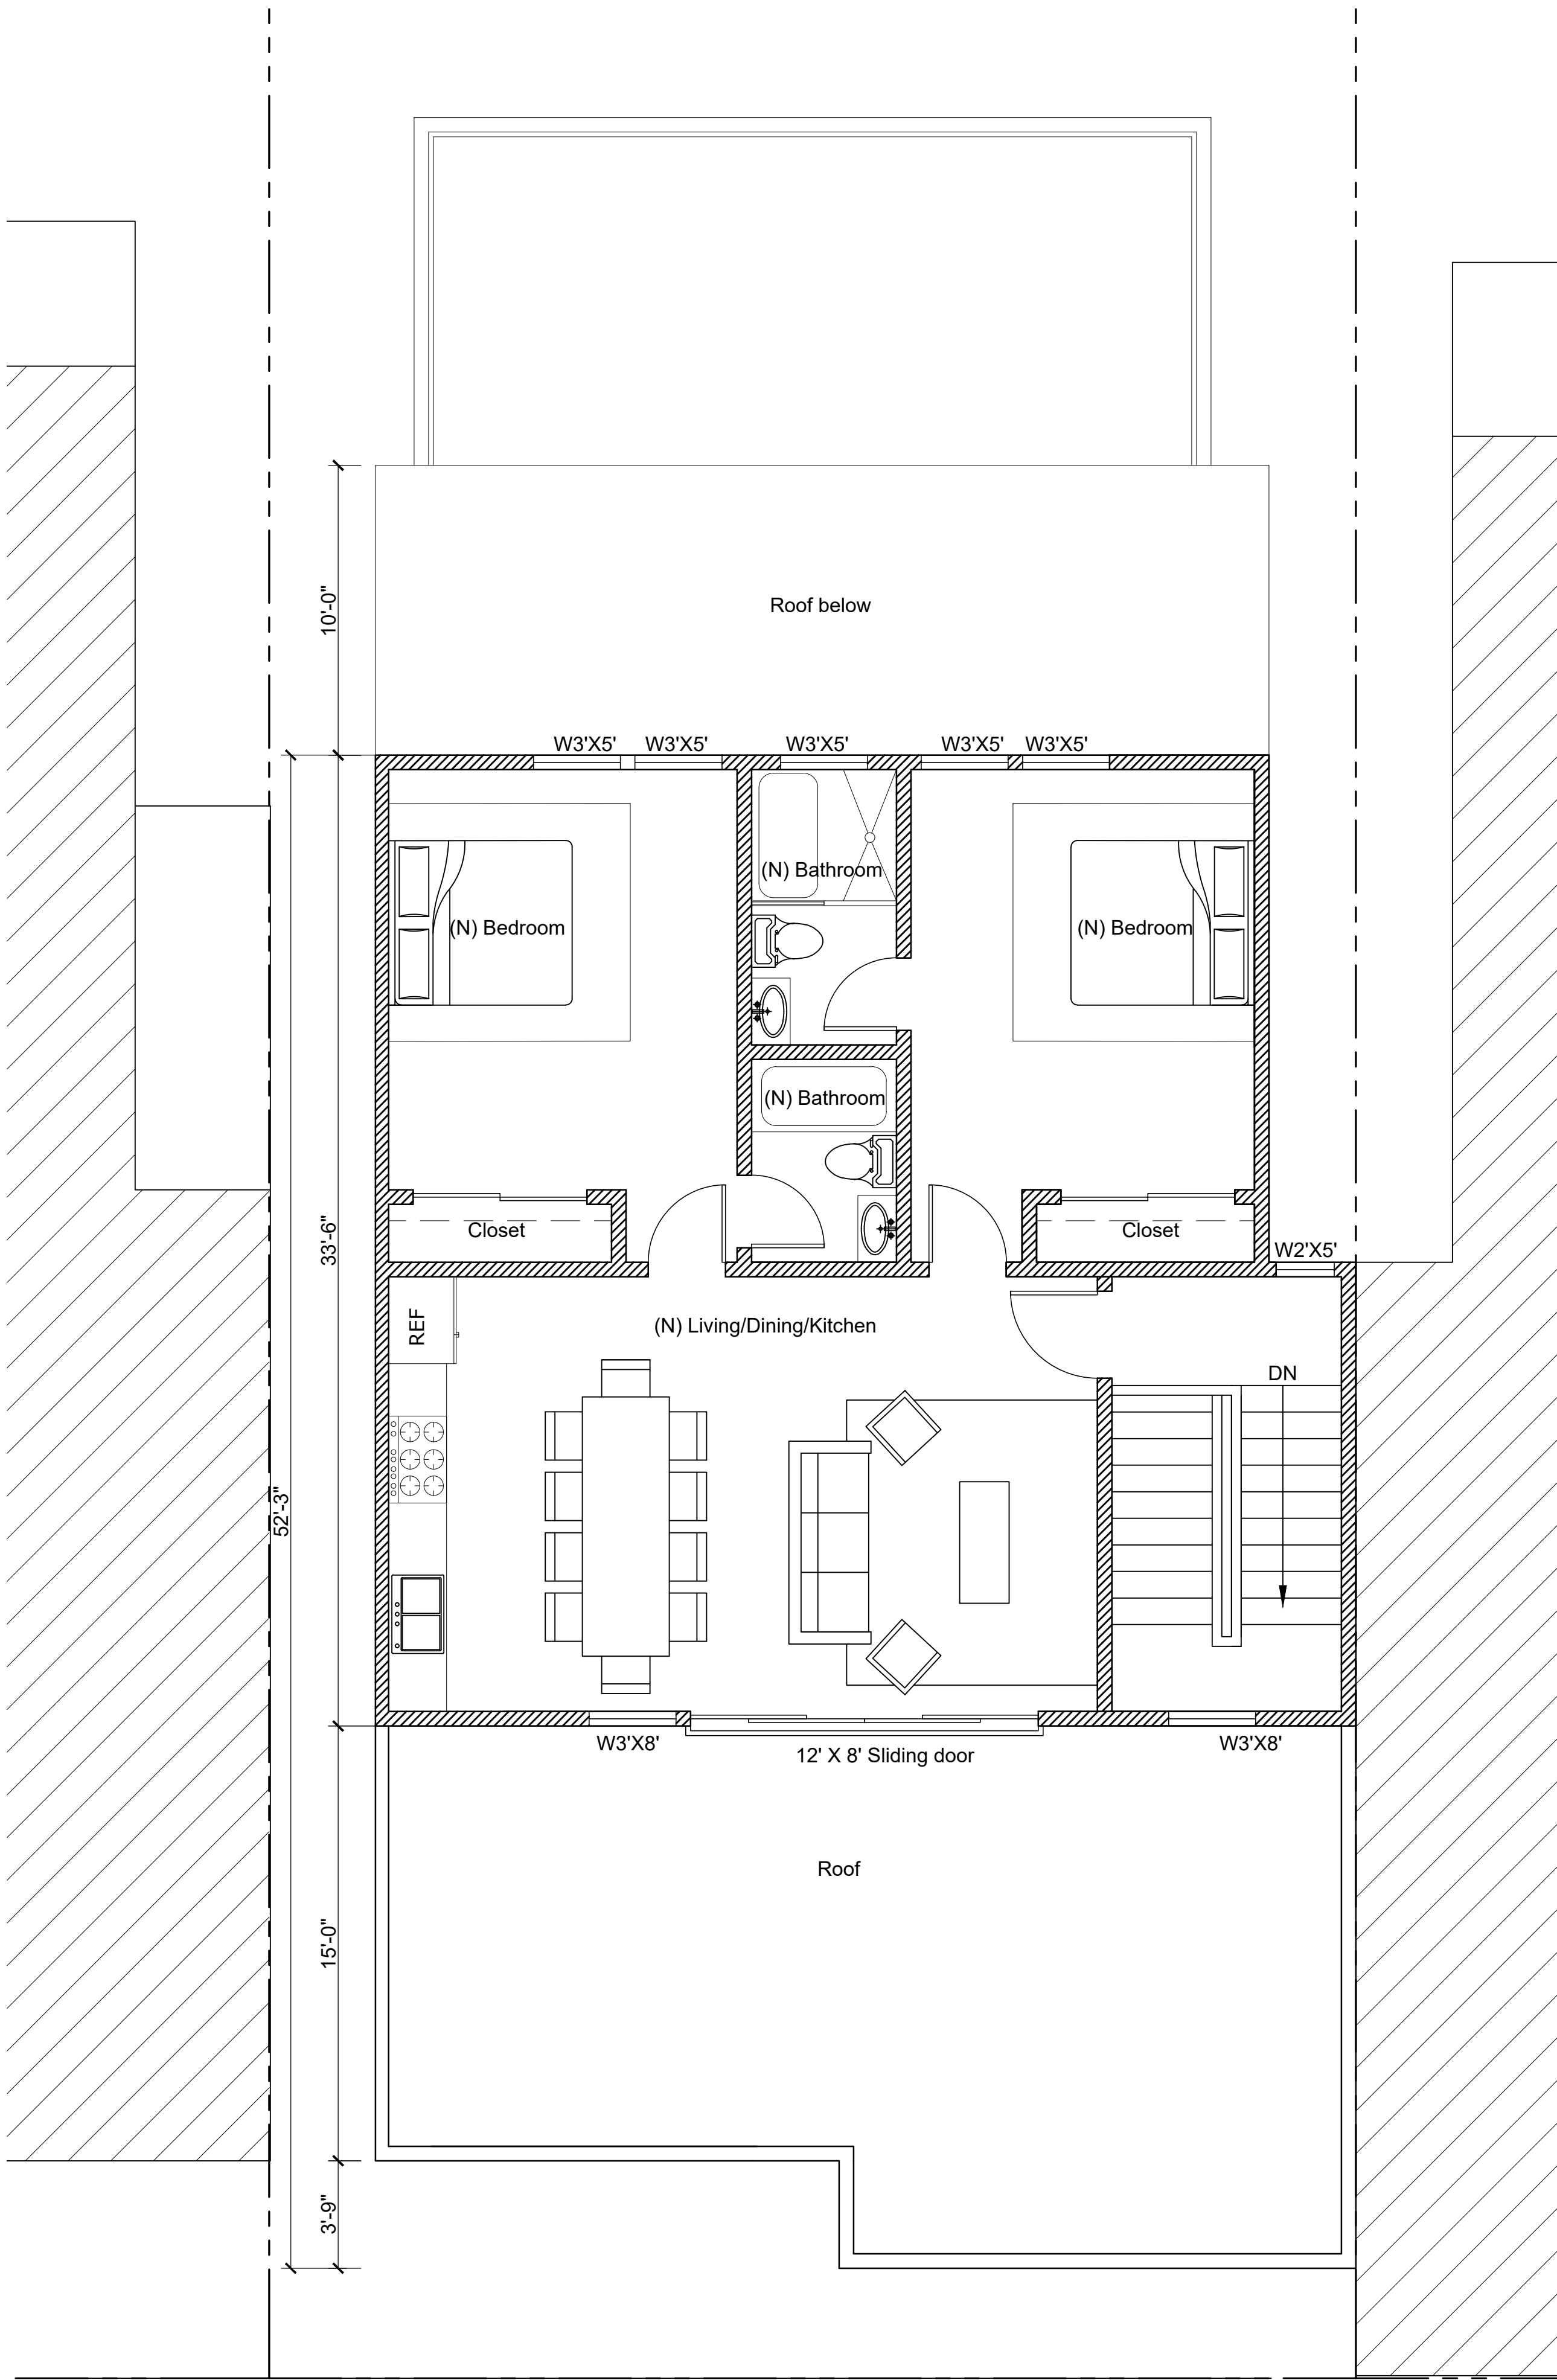 10'-0"
Roof below
W3'X5'
W3'X5'
W3'X5'
W3'X5'
W3'X5'
(N) Bathroom
(N) Bedroom
(N) Bedroom
(N) Bathroom
Closet
Closet
33'-6"
W2'X5'
REF
(N) Living/Dining/Kitchen
DN
52'-3"
W3'X8'
12' X 8' Sliding door
W3'X8'
Roof
15'-0"
3'-9"